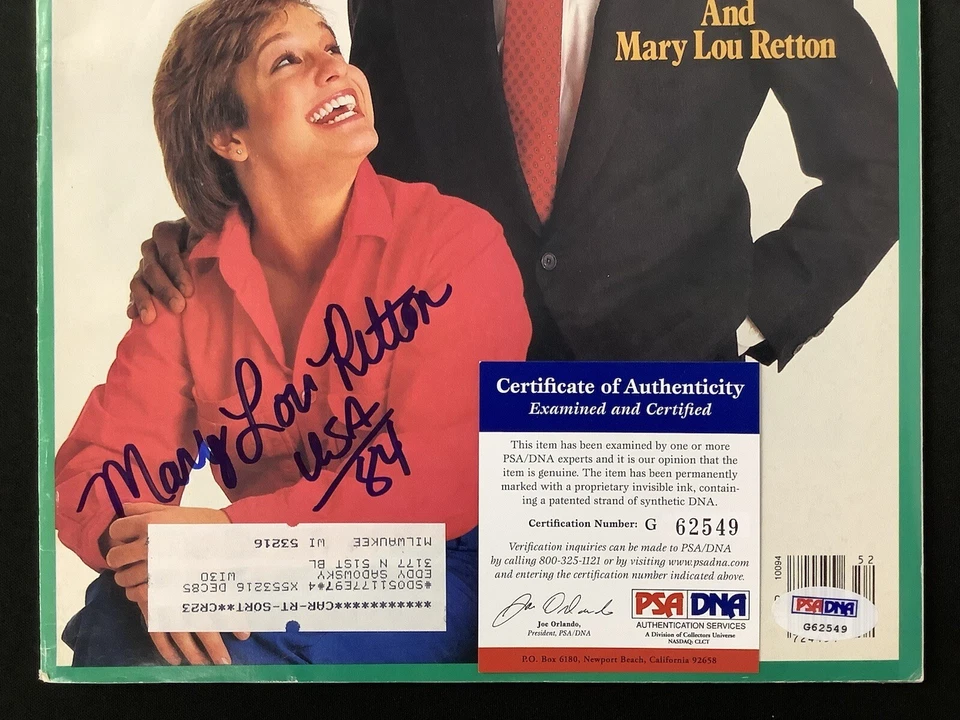 And
Mary Lou Retton
Mary Lou Retton
USA/84
Certificate of Authenticity
Examined and Certified
This item has been examined by one or more
PSA/DNA experts and it is our opinion that the
item is genuine. The item has been permanently
marked with a proprietary invisible ink, contain-
ing a patented strand of synthetic DNA.
Certification Number: G 62549
Verification inquiries can be made to PSA/DNA
by calling 800-325-1121 or by visiting www.psadna.com
and entering the certification number indicated above.
Joe Orlando
Joe Orlando,
President, PSA/DNA
PSA DNA
AUTHENTICATION SERVICES
A Division of Collectors Universe
NASDAQ: CLCT
P.O. Box 6180, Newport Beach, California 92658
*****************CAR-RT-SORT**CR23
*SD05L1177E97*4 X553216 DEC85
EDDY SADOWSKY WI30
3177 N 51ST BL
MILWAUKEE WI 53216
10094
52
PSA DNA
G62549